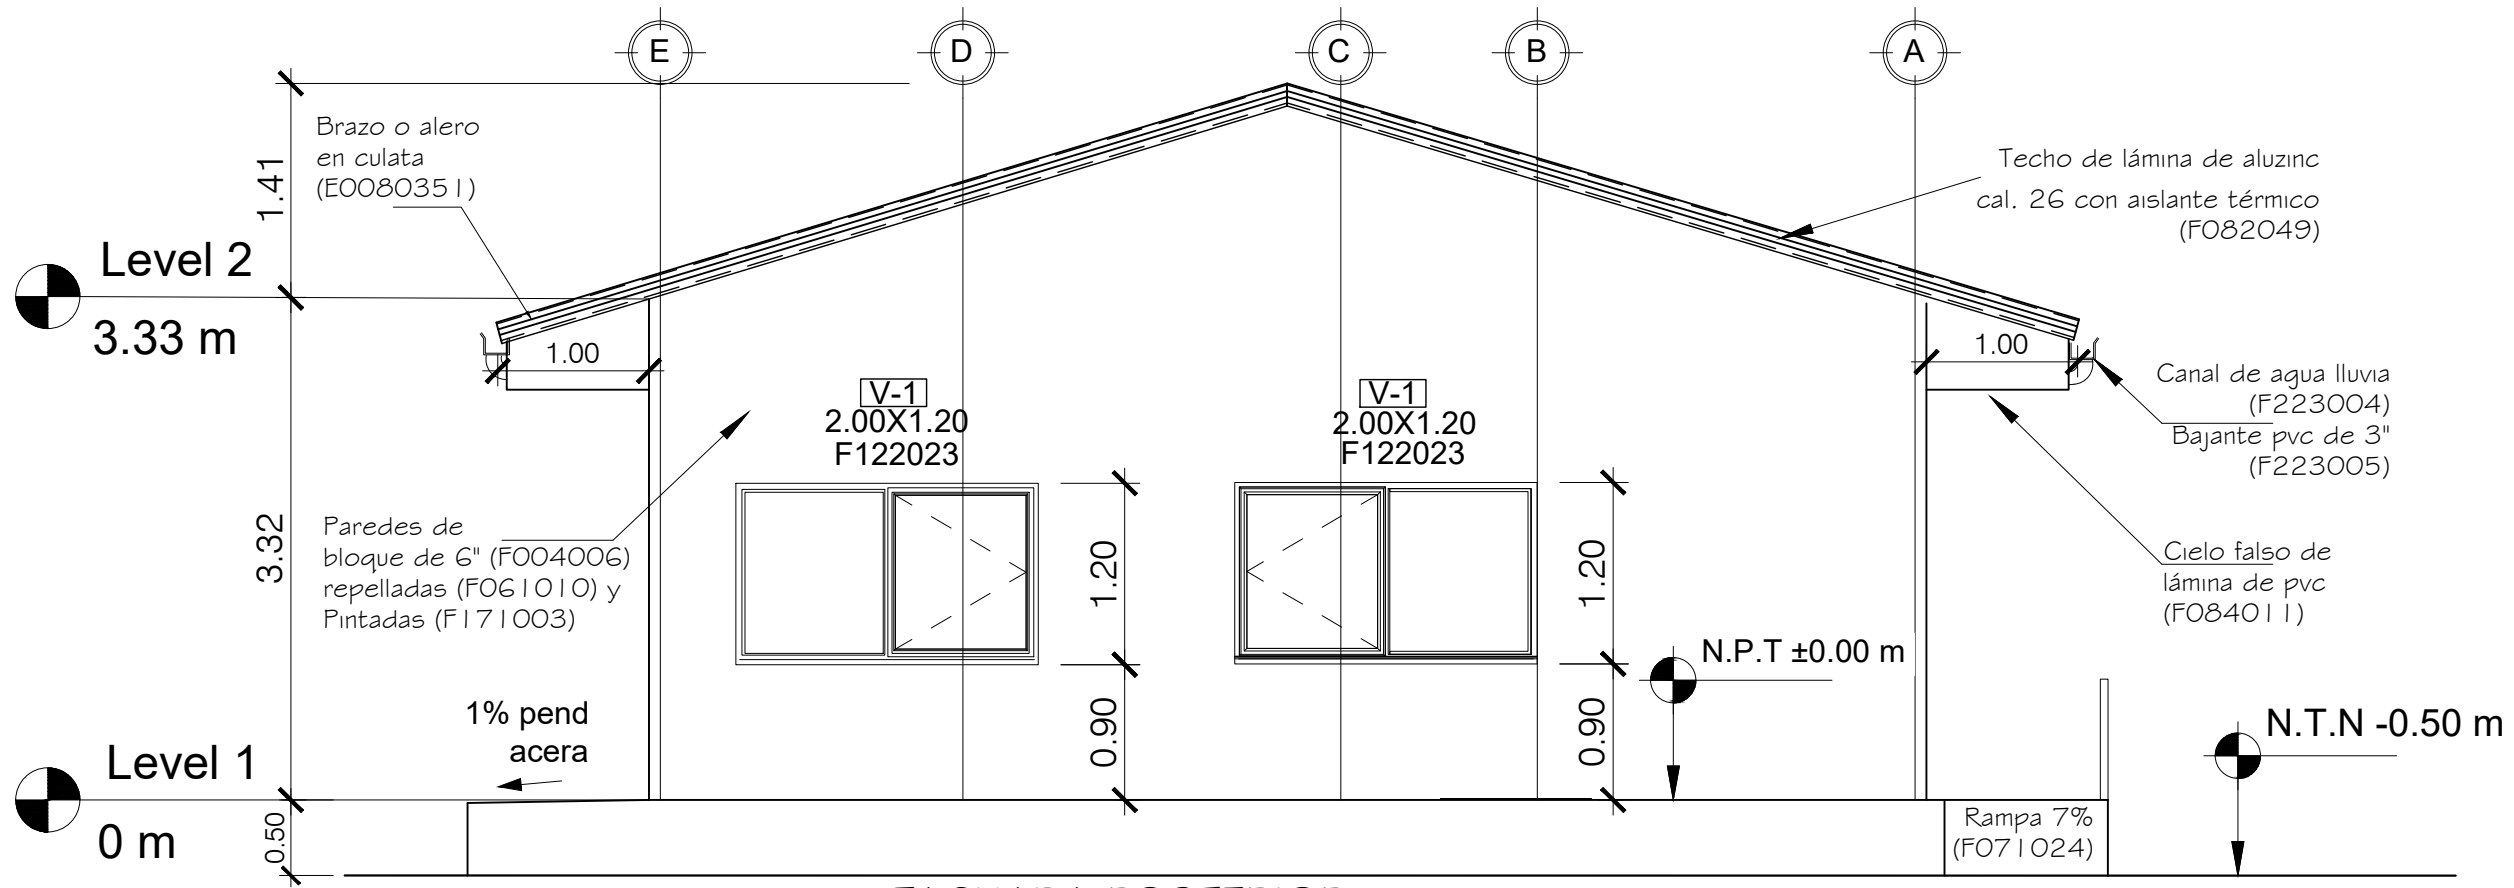 E
D
C
B
A
Brazo o alero
en culata
(E0080351)
1.41
Techo de lámina de aluzinc
cal. 26 con aislante térmico
(F082049)
Level 2
3.33 m
1.00
1.00
Canal de agua lluvia
(F223004)
Bajante pvc de 3"
(F223005)
V-1
2.00X1.20
F122023
V-1
2.00X1.20
F122023
3.32
Paredes de
bloque de 6" (F004006)
repelladas (F061010) y
Pintadas (F171003)
1.20
1.20
Cielo falso de
lámina de pvc
(F084011)
N.P.T ±0.00 m
1% pend
acera
0.90
0.90
N.T.N -0.50 m
Level 1
0 m
0.50
Rampa 7%
(F071024)
FACHADA POSTERIOR